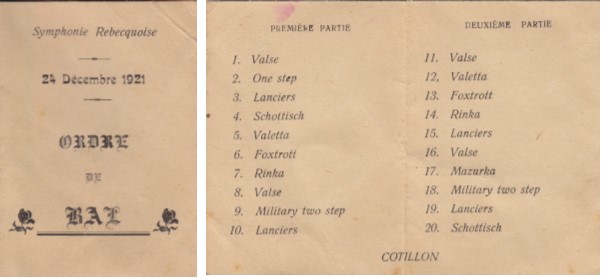 Symphonie Rebecquoise
24 Décembre 1921
ORDRE
DE
BAL
PREMIÈRE PARTIE
1. Valse
2. One step
3. Lanciers
4. Schottisch
5. Valetta
6. Foxtrott
7. Rinka
8. Valse
9. Military two step
10. Lanciers
DEUXIÈME PARTIE
11. Valse
12. Valetta
13. Foxtrott
14. Rinka
15. Lanciers
16. Valse
17. Mazurka
18. Military two step
19. Lanciers
20. Schottisch
COTILLON